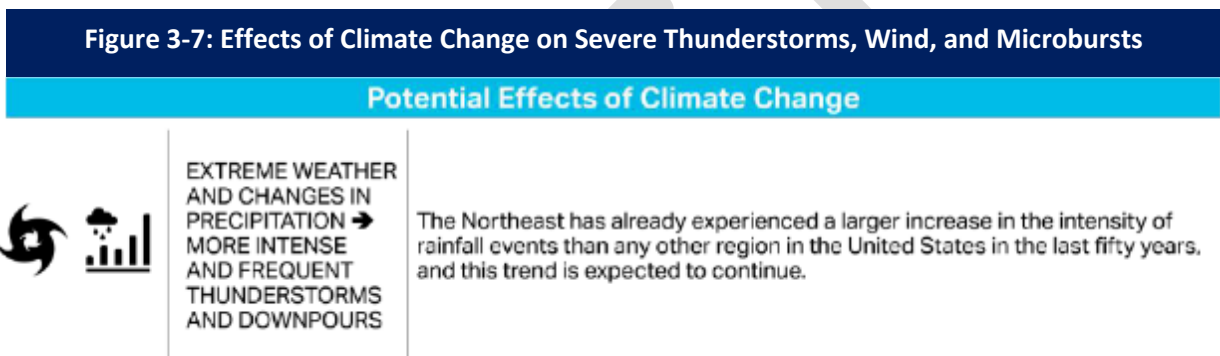 Figure 3-7: Effects of Climate Change on Severe Thunderstorms, Wind, and Microbursts
Potential Effects of Climate Change
EXTREME WEATHER
AND CHANGES IN
PRECIPITATION ➔
MORE INTENSE
AND FREQUENT
THUNDERSTORMS
AND DOWNPOURS
The Northeast has already experienced a larger increase in the intensity of
rainfall events than any other region in the United States in the last fifty years,
and this trend is expected to continue.